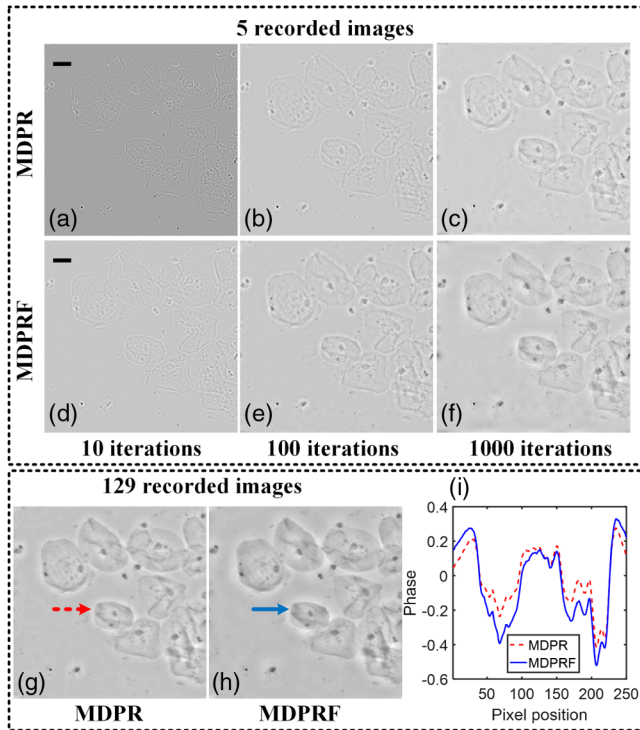 5 recorded images
MDPR
(a)
(b)
(c)
MDPRF
(d)
(e)
(f)
10 iterations
100 iterations
1000 iterations
129 recorded images
(g)
(h)
MDPR
MDPRF
(i)
Phase
0.4
0.2
0
-0.2
-0.4
-0.6
MDPR
MDPRF
50
100
150
200
250
Pixel position